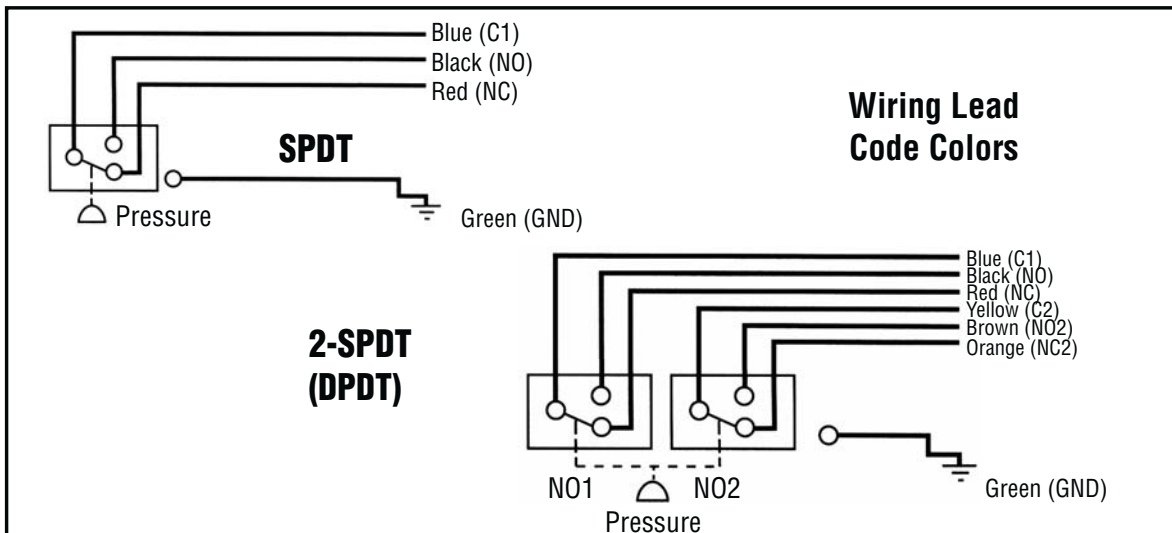 Blue (C1)
Black (NO)
Red (NC)
Wiring Lead
Code Colors
SPDT
Pressure
Green (GND)
Blue (C1)
Black (NO)
Red (NC)
Yellow (C2)
Brown (NO2)
Orange (NC2)
2-SPDT
(DPDT)
NO1
NO2
Green (GND)
Pressure